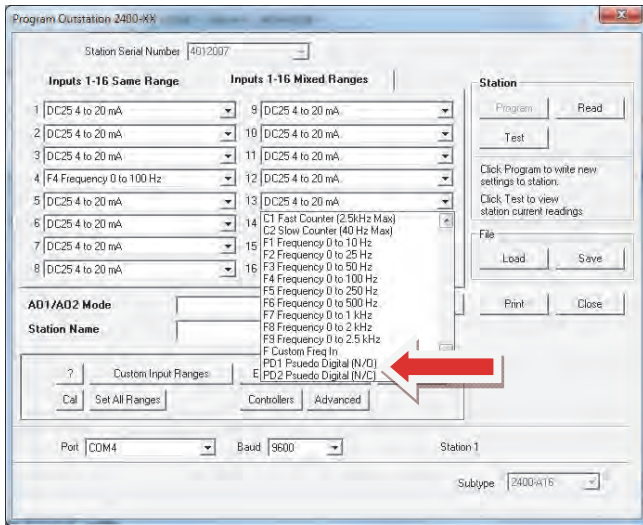 Program Outstation 2400-XX
Station Serial Number 4012007
Inputs 1-16 Same Range Inputs 1-16 Mixed Ranges
Station
1 DC25 4 to 20 mA 9 DC25 4 to 20 mA
Program Read
2 DC25 4 to 20 mA 10 DC25 4 to 20 mA
Test
3 DC25 4 to 20 mA 11 DC25 4 to 20 mA
4 F4 Frequency 0 to 100 Hz 12 DC25 4 to 20 mA
Click Program to write new
settings to station.
5 DC25 4 to 20 mA 13 DC25 4 to 20 mA
Click Test to view
station current readings
6 DC25 4 to 20 mA 14 C1 Fast Counter (2.5kHz Max)
C2 Slow Counter (40 Hz Max)
File
7 DC25 4 to 20 mA 15 F1 Frequency 0 to 10 Hz
F2 Frequency 0 to 25 Hz
Load Save
8 DC25 4 to 20 mA 16 F3 Frequency 0 to 50 Hz
F4 Frequency 0 to 100 Hz
F5 Frequency 0 to 250 Hz
F6 Frequency 0 to 500 Hz
AO1/AO2 Mode
F7 Frequency 0 to 1 kHz
Print Close
F8 Frequency 0 to 2 kHz
Station Name
F9 Frequency 0 to 2.5 kHz
F Custom Freq In
PD1 Psuedo Digital (N/O)
PD2 Psuedo Digital (N/C)
? Custom Input Ranges E
Cal Set All Ranges Controllers Advanced
Port COM4 Baud 9600 Station 1
Subtype 2400-A16